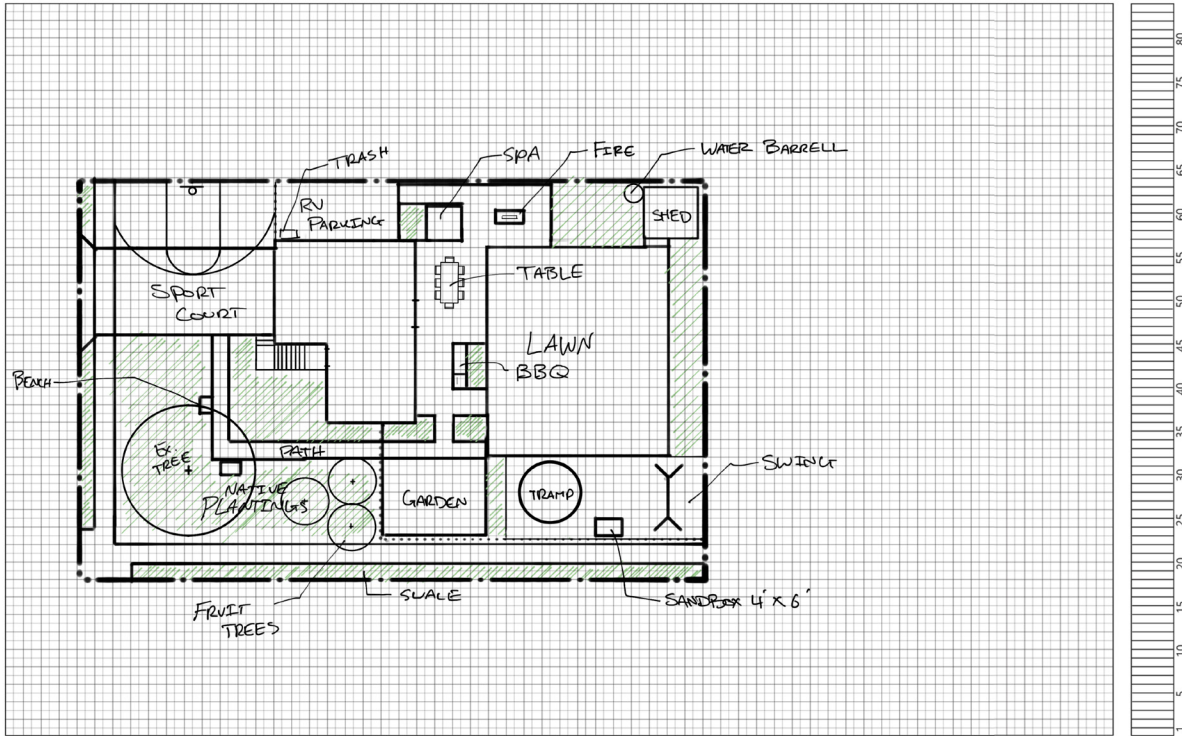 TRASH
SPA
FIRE
WATER BARRELL
RV
PARKING
SHED
TABLE
SPORT
COURT
LAWN
BBQ
BENCH
EX.
TREE
PATH
NATIVE
PLANTINGS
GARDEN
TRAMP
SWING
SANDBOX 4' X 6'
SWALE
FRUIT
TREES
80
75
70
65
60
55
50
45
40
35
30
25
20
15
10
5
1